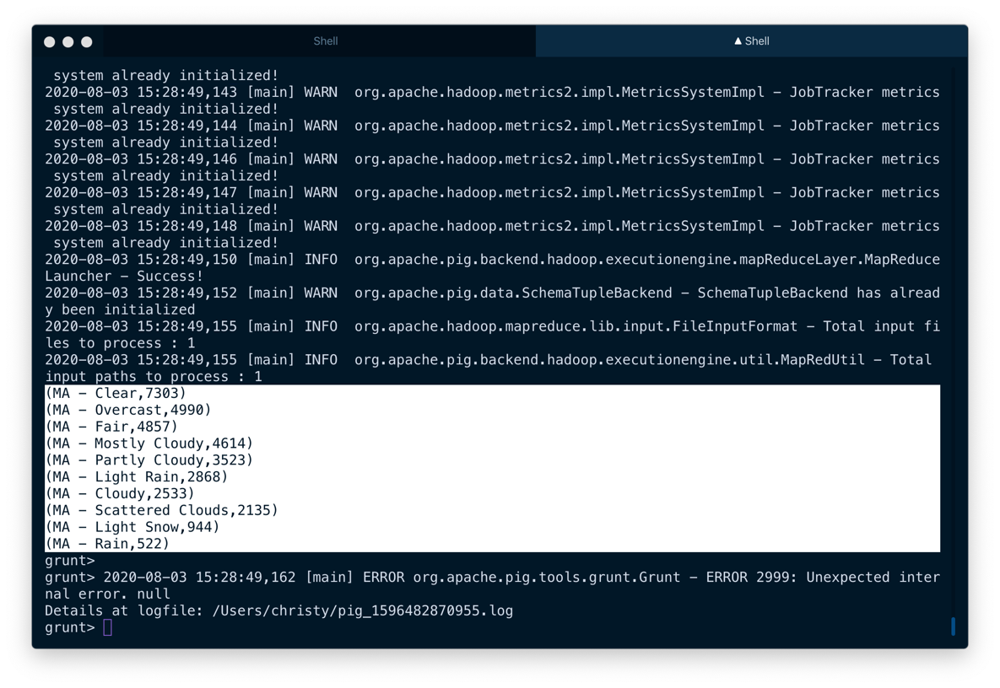 Shell
▲ Shell
 system already initialized!
2020-08-03 15:28:49,143 [main] WARN  org.apache.hadoop.metrics2.impl.MetricsSystemImpl - JobTracker metrics
 system already initialized!
2020-08-03 15:28:49,144 [main] WARN  org.apache.hadoop.metrics2.impl.MetricsSystemImpl - JobTracker metrics
 system already initialized!
2020-08-03 15:28:49,146 [main] WARN  org.apache.hadoop.metrics2.impl.MetricsSystemImpl - JobTracker metrics
 system already initialized!
2020-08-03 15:28:49,147 [main] WARN  org.apache.hadoop.metrics2.impl.MetricsSystemImpl - JobTracker metrics
 system already initialized!
2020-08-03 15:28:49,148 [main] WARN  org.apache.hadoop.metrics2.impl.MetricsSystemImpl - JobTracker metrics
 system already initialized!
2020-08-03 15:28:49,150 [main] INFO  org.apache.pig.backend.hadoop.executionengine.mapReduceLayer.MapReduce
Launcher - Success!
2020-08-03 15:28:49,152 [main] WARN  org.apache.pig.data.SchemaTupleBackend - SchemaTupleBackend has alread
y been initialized
2020-08-03 15:28:49,155 [main] INFO  org.apache.hadoop.mapreduce.lib.input.FileInputFormat - Total input fi
les to process : 1
2020-08-03 15:28:49,155 [main] INFO  org.apache.pig.backend.hadoop.executionengine.util.MapRedUtil - Total
input paths to process : 1
(MA - Clear,7303)
(MA - Overcast,4990)
(MA - Fair,4857)
(MA - Mostly Cloudy,4614)
(MA - Partly Cloudy,3523)
(MA - Light Rain,2868)
(MA - Cloudy,2533)
(MA - Scattered Clouds,2135)
(MA - Light Snow,944)
(MA - Rain,522)
grunt>
grunt> 2020-08-03 15:28:49,162 [main] ERROR org.apache.pig.tools.grunt.Grunt - ERROR 2999: Unexpected inter
nal error. null
Details at logfile: /Users/christy/pig_1596482870955.log
grunt>